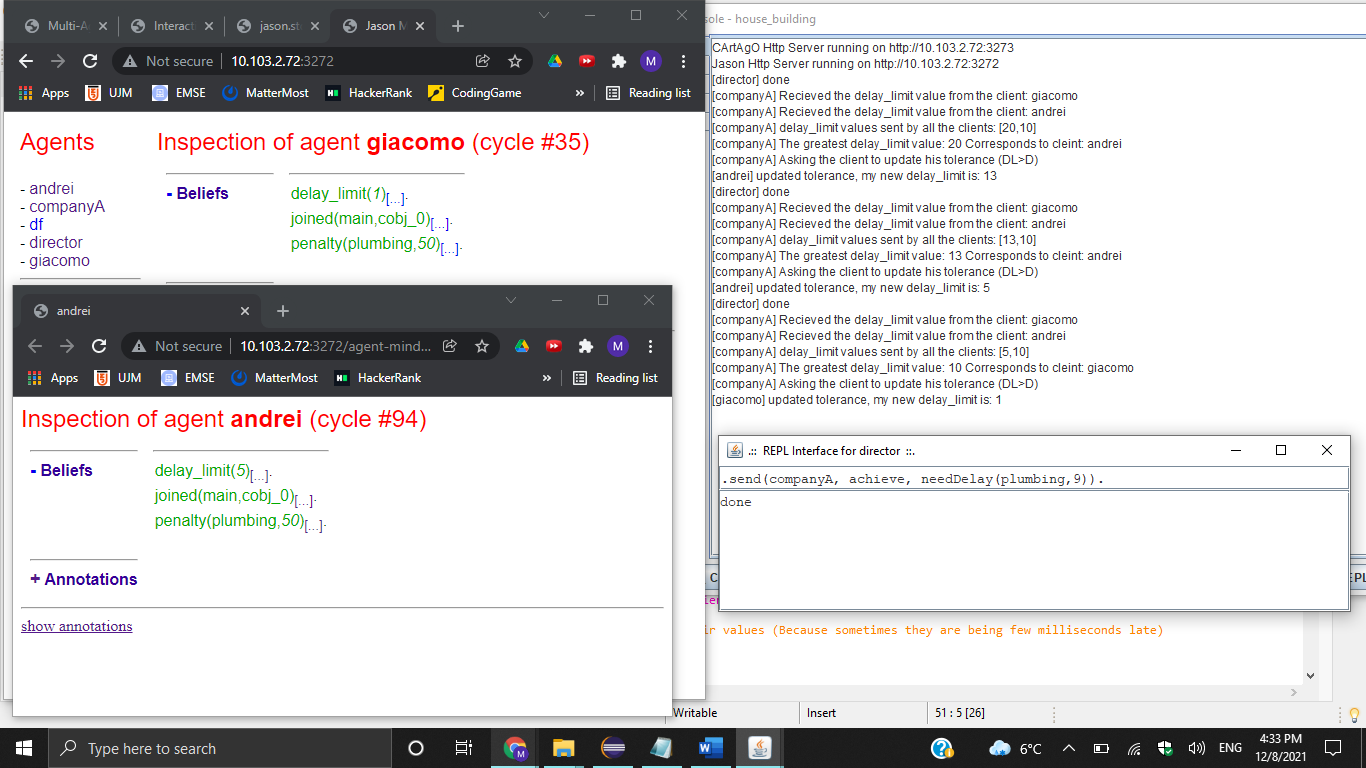 Multi-A
Interact
jason.st
Jason M
Not secure
10.103.2.72:3272
M
Apps
UJM
EMSE
MatterMost
HackerRank
CodingGame
»
Reading list
Agents
- andrei
- companyA
- df
- director
- giacomo
Inspection of agent giacomo (cycle #35)
- Beliefs
delay_limit(1)[...].
joined(main,cobj_0)[...].
penalty(plumbing,50)[...].
andrei
Not secure
10.103.2.72:3272/agent-mind...
M
Apps
UJM
EMSE
MatterMost
HackerRank
»
Reading list
Inspection of agent andrei (cycle #94)
- Beliefs
delay_limit(5)[...].
joined(main,cobj_0)[...].
penalty(plumbing,50)[...].
+ Annotations
show annotations
sole - house_building
CArtAgO Http Server running on http://10.103.2.72:3273
Jason Http Server running on http://10.103.2.72:3272
[director] done
[companyA] Recieved the delay_limit value from the client: giacomo
[companyA] Recieved the delay_limit value from the client: andrei
[companyA] delay_limit values sent by all the clients: [20,10]
[companyA] The greatest delay_limit value: 20 Corresponds to cleint: andrei
[companyA] Asking the client to update his tolerance (DL>D)
[andrei] updated tolerance, my new delay_limit is: 13
[director] done
[companyA] Recieved the delay_limit value from the client: giacomo
[companyA] Recieved the delay_limit value from the client: andrei
[companyA] delay_limit values sent by all the clients: [13,10]
[companyA] The greatest delay_limit value: 13 Corresponds to cleint: andrei
[companyA] Asking the client to update his tolerance (DL>D)
[andrei] updated tolerance, my new delay_limit is: 5
[director] done
[companyA] Recieved the delay_limit value from the client: giacomo
[companyA] Recieved the delay_limit value from the client: andrei
[companyA] delay_limit values sent by all the clients: [5,10]
[companyA] The greatest delay_limit value: 10 Corresponds to cleint: giacomo
[companyA] Asking the client to update his tolerance (DL>D)
[giacomo] updated tolerance, my new delay_limit is: 1
.:: REPL Interface for director ::.
.send(companyA, achieve, needDelay(plumbing,9)).
done
C
EPL
ir values (Because sometimes they are being few milliseconds late)
Writable
Insert
51 : 5 [26]
Type here to search
6°C
ENG
4:33 PM
12/8/2021